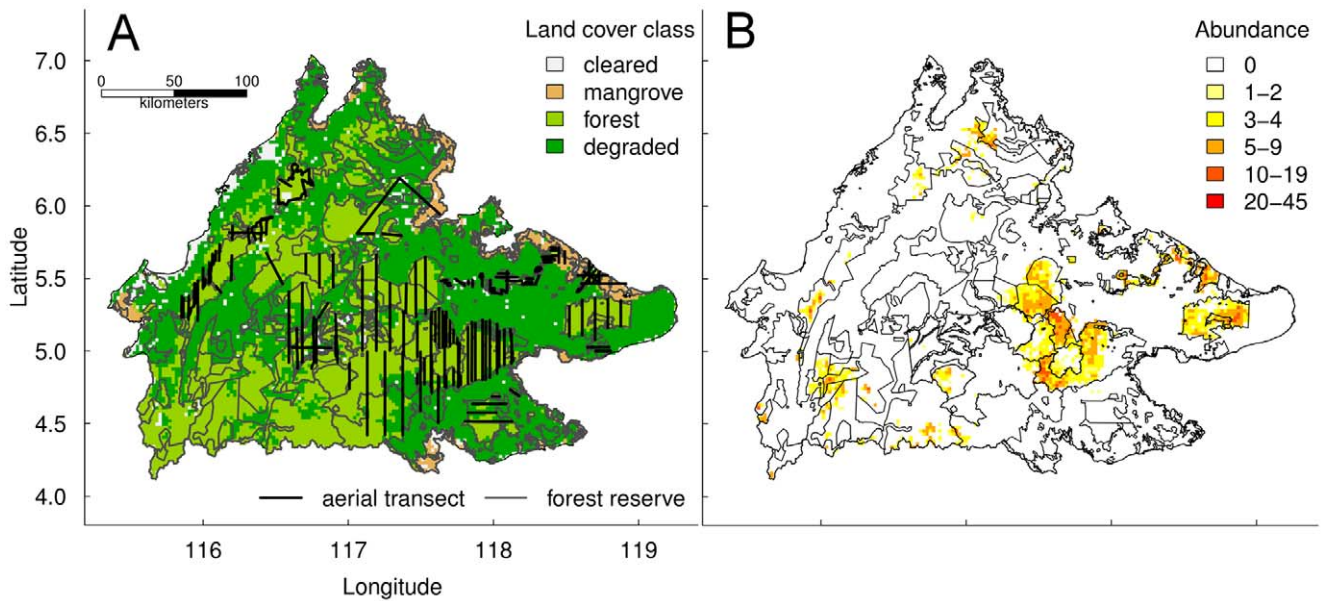 A
Land cover class
cleared
mangrove
forest
degraded
0 50 100
kilometers
7.0
6.5
6.0
5.5
5.0
4.5
4.0
Latitude
aerial transect forest reserve
116 117 118 119
Longitude
B
Abundance
0
1–2
3–4
5–9
10–19
20–45